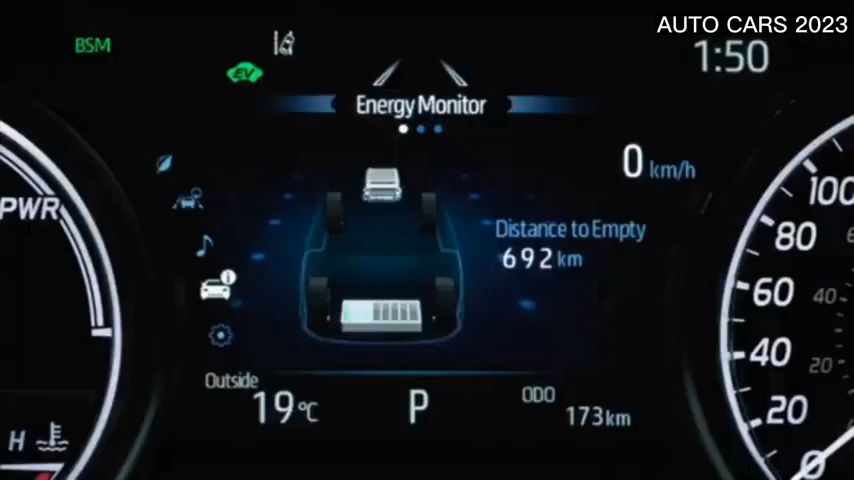 AUTO CARS 2023
BSM
1:50
EV
Energy Monitor
0 km/h
PWR
100
Distance to Empty
80
692 km
60
40
40
20
Outside
ODO
20
19°C
P
173km
H
0